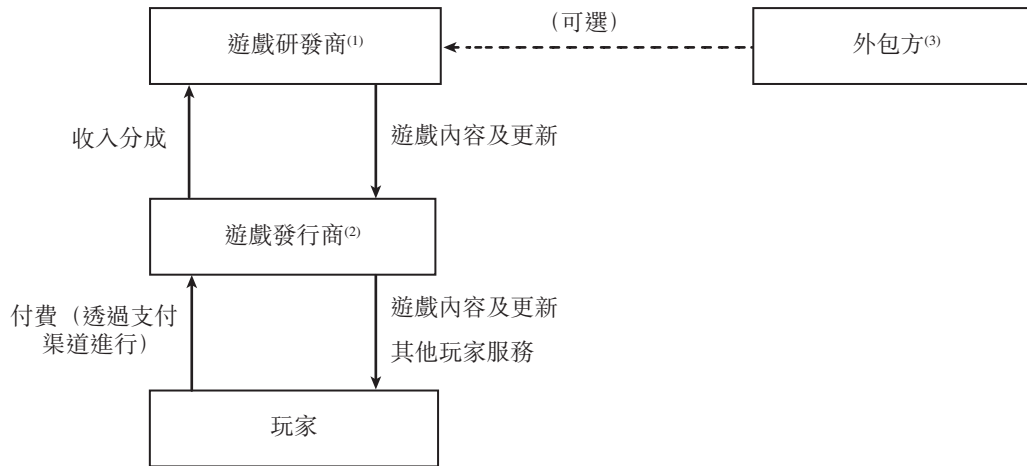 （可選）
遊戲研發商(1)
外包方(3)
收入分成
遊戲內容及更新
遊戲發行商(2)
付費（透過支付
渠道進行）
遊戲內容及更新
其他玩家服務
玩家